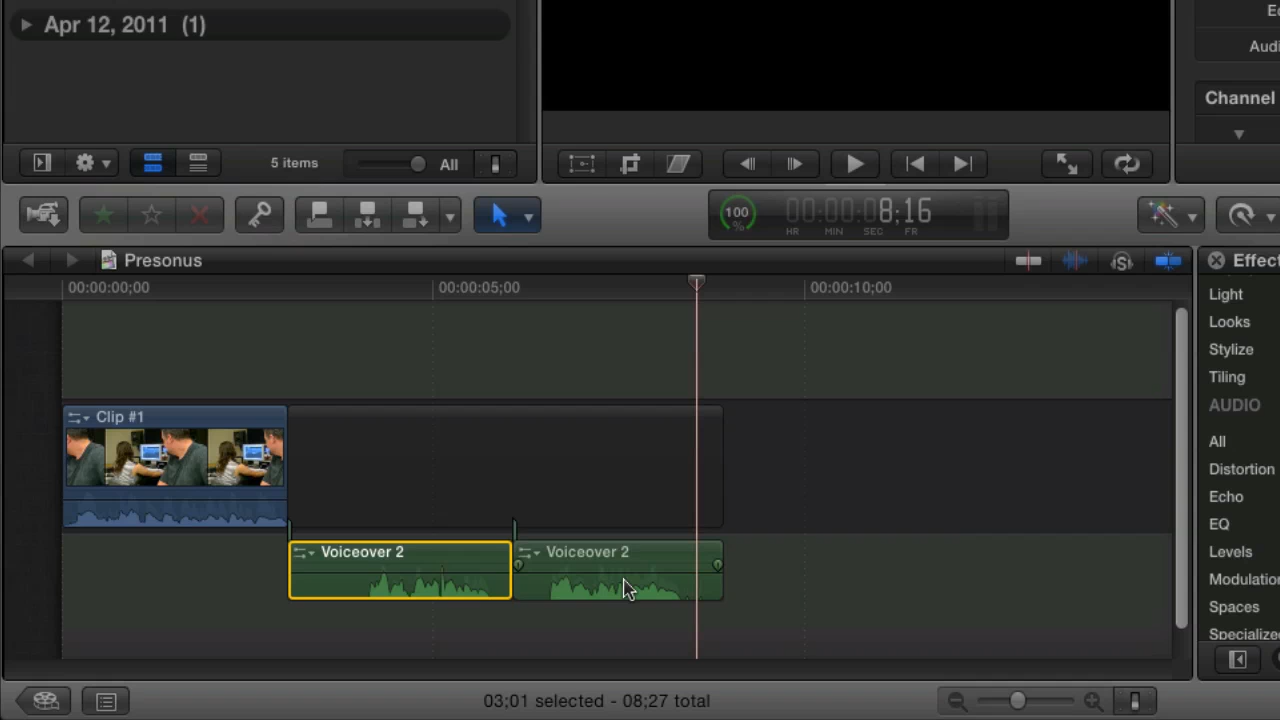 Apr 12, 2011 (1)
Audi
Channel
5 items
All
100
%
00:00:08;16
HR MIN SEC FR
Presonus
Effect
00:00:00;00
00:00:05;00
00:00:10;00
Light
Looks
Stylize
Tiling
AUDIO
All
Distortion
Echo
EQ
Levels
Modulation
Spaces
Specialize
Clip #1
Voiceover 2
Voiceover 2
03;01 selected - 08;27 total